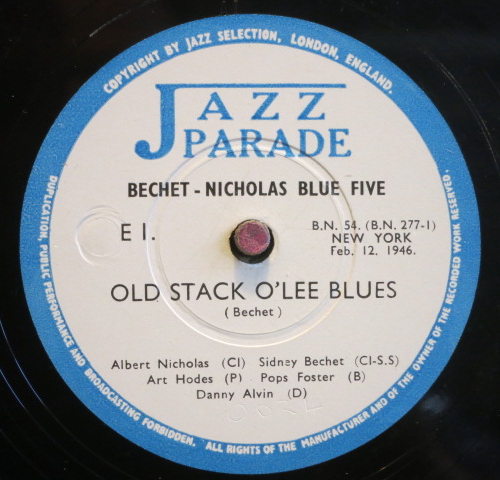 COPYRIGHT BY JAZZ SELECTION, LONDON, ENGLAND.
JAZZ
PARADE
BECHET - NICHOLAS BLUE FIVE
E I.
B.N. 54. (B.N. 277-1)
NEW YORK
Feb. 12. 1946.
OLD STACK O'LEE BLUES
(Bechet)
Albert Nicholas (Cl) Sidney Bechet (Cl-S.S)
Art Hodes (P) Pops Foster (B)
Danny Alvin (D)
DUPLICATION, PUBLIC PERFORMANCE AND BROADCASTING FORBIDDEN. ALL RIGHTS OF THE MANUFACTURER AND OF THE OWNER OF THE RECORDED WORK RESERVED.